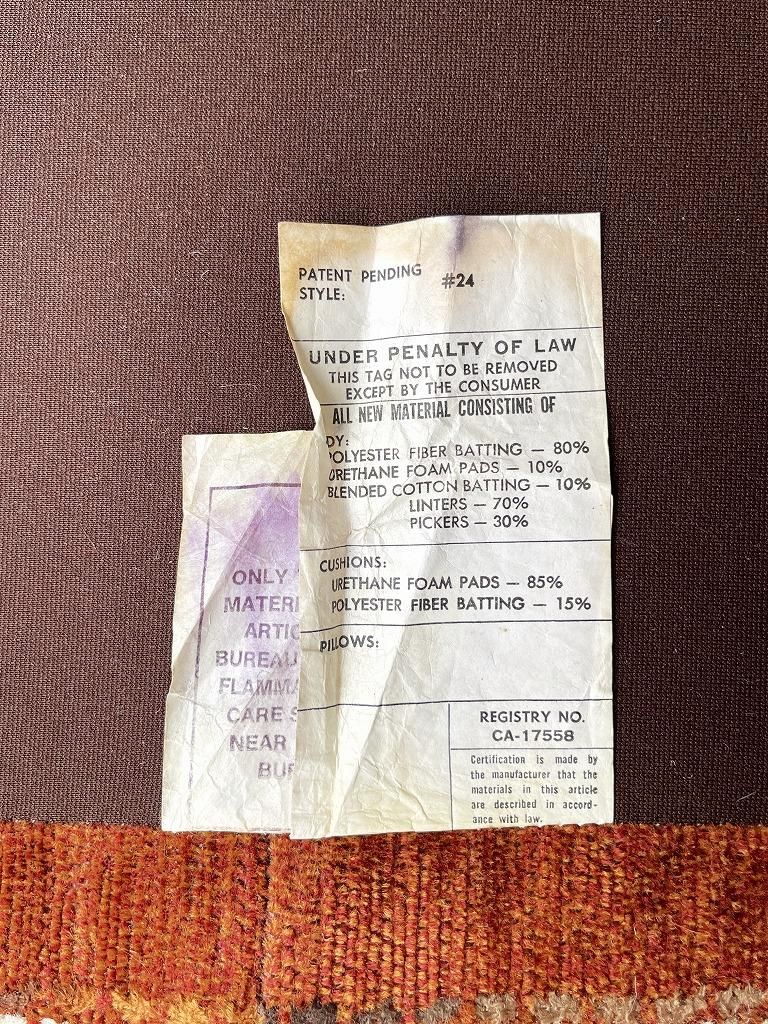 PATENT PENDING #24
STYLE:
UNDER PENALTY OF LAW
THIS TAG NOT TO BE REMOVED
EXCEPT BY THE CONSUMER
ALL NEW MATERIAL CONSISTING OF
DY:
POLYESTER FIBER BATTING — 80%
URETHANE FOAM PADS — 10%
BLENDED COTTON BATTING — 10%
LINTERS — 70%
PICKERS — 30%
CUSHIONS:
URETHANE FOAM PADS — 85%
POLYESTER FIBER BATTING — 15%
PILLOWS:
REGISTRY NO.
CA-17558
Certification is made by
the manufacturer that the
materials in this article
are described in accord-
ance with law.
ONLY
MATERI
ARTIC
BUREAU
FLAMMA
CARE S
NEAR
BUR